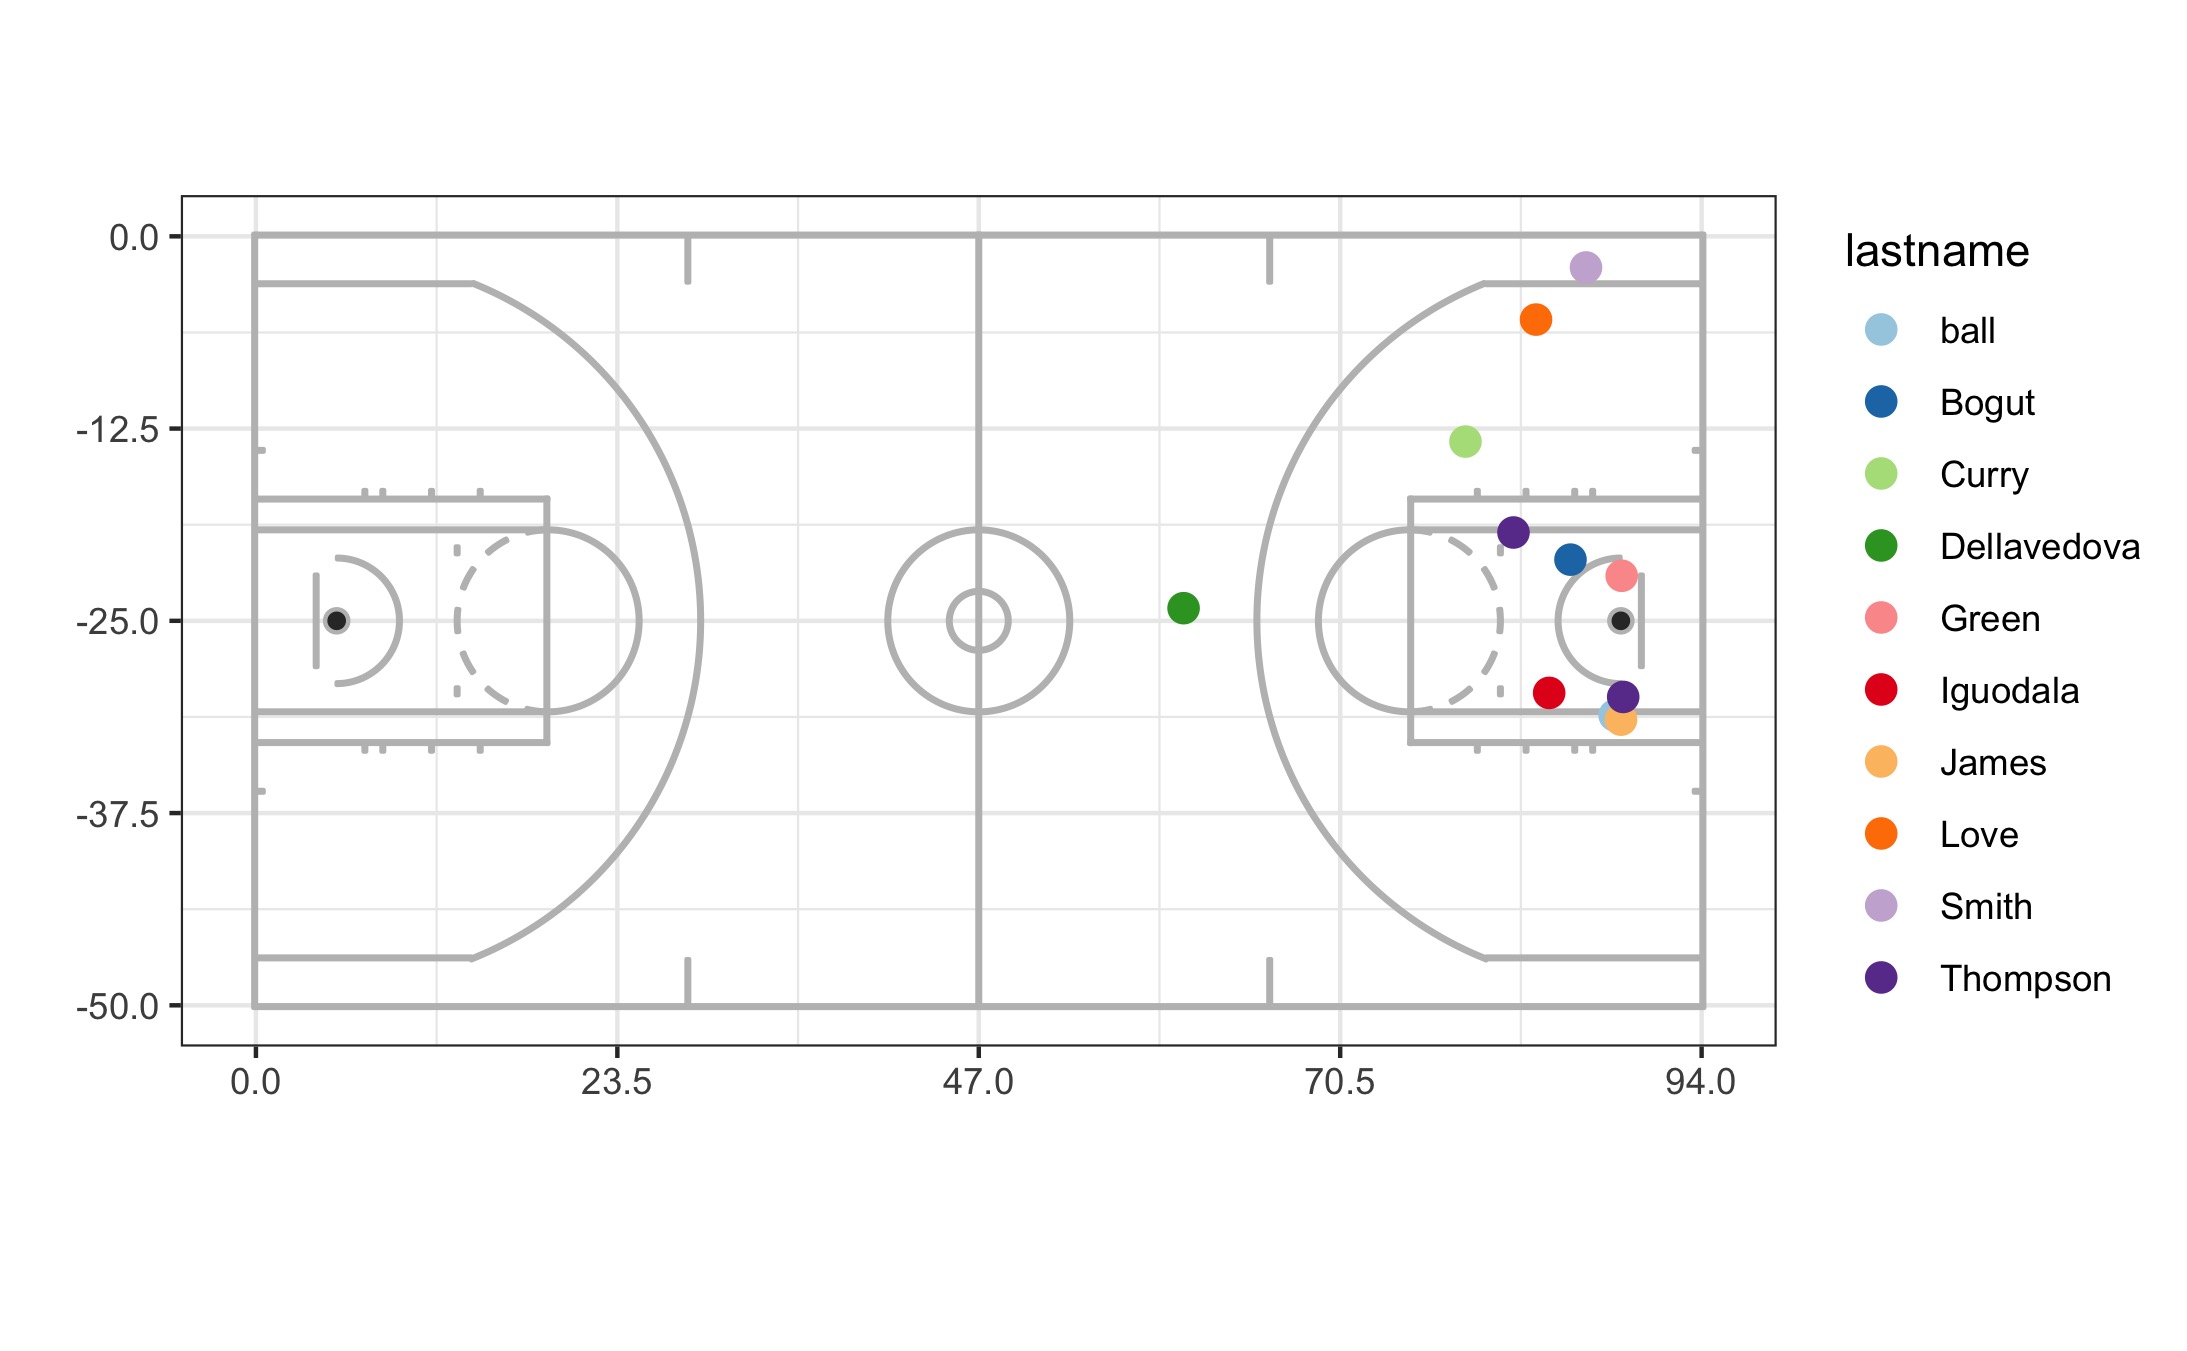 0.0
-12.5
-25.0
-37.5
-50.0
0.0 23.5 47.0 70.5 94.0
lastname
ball
Bogut
Curry
Dellavedova
Green
Iguodala
James
Love
Smith
Thompson